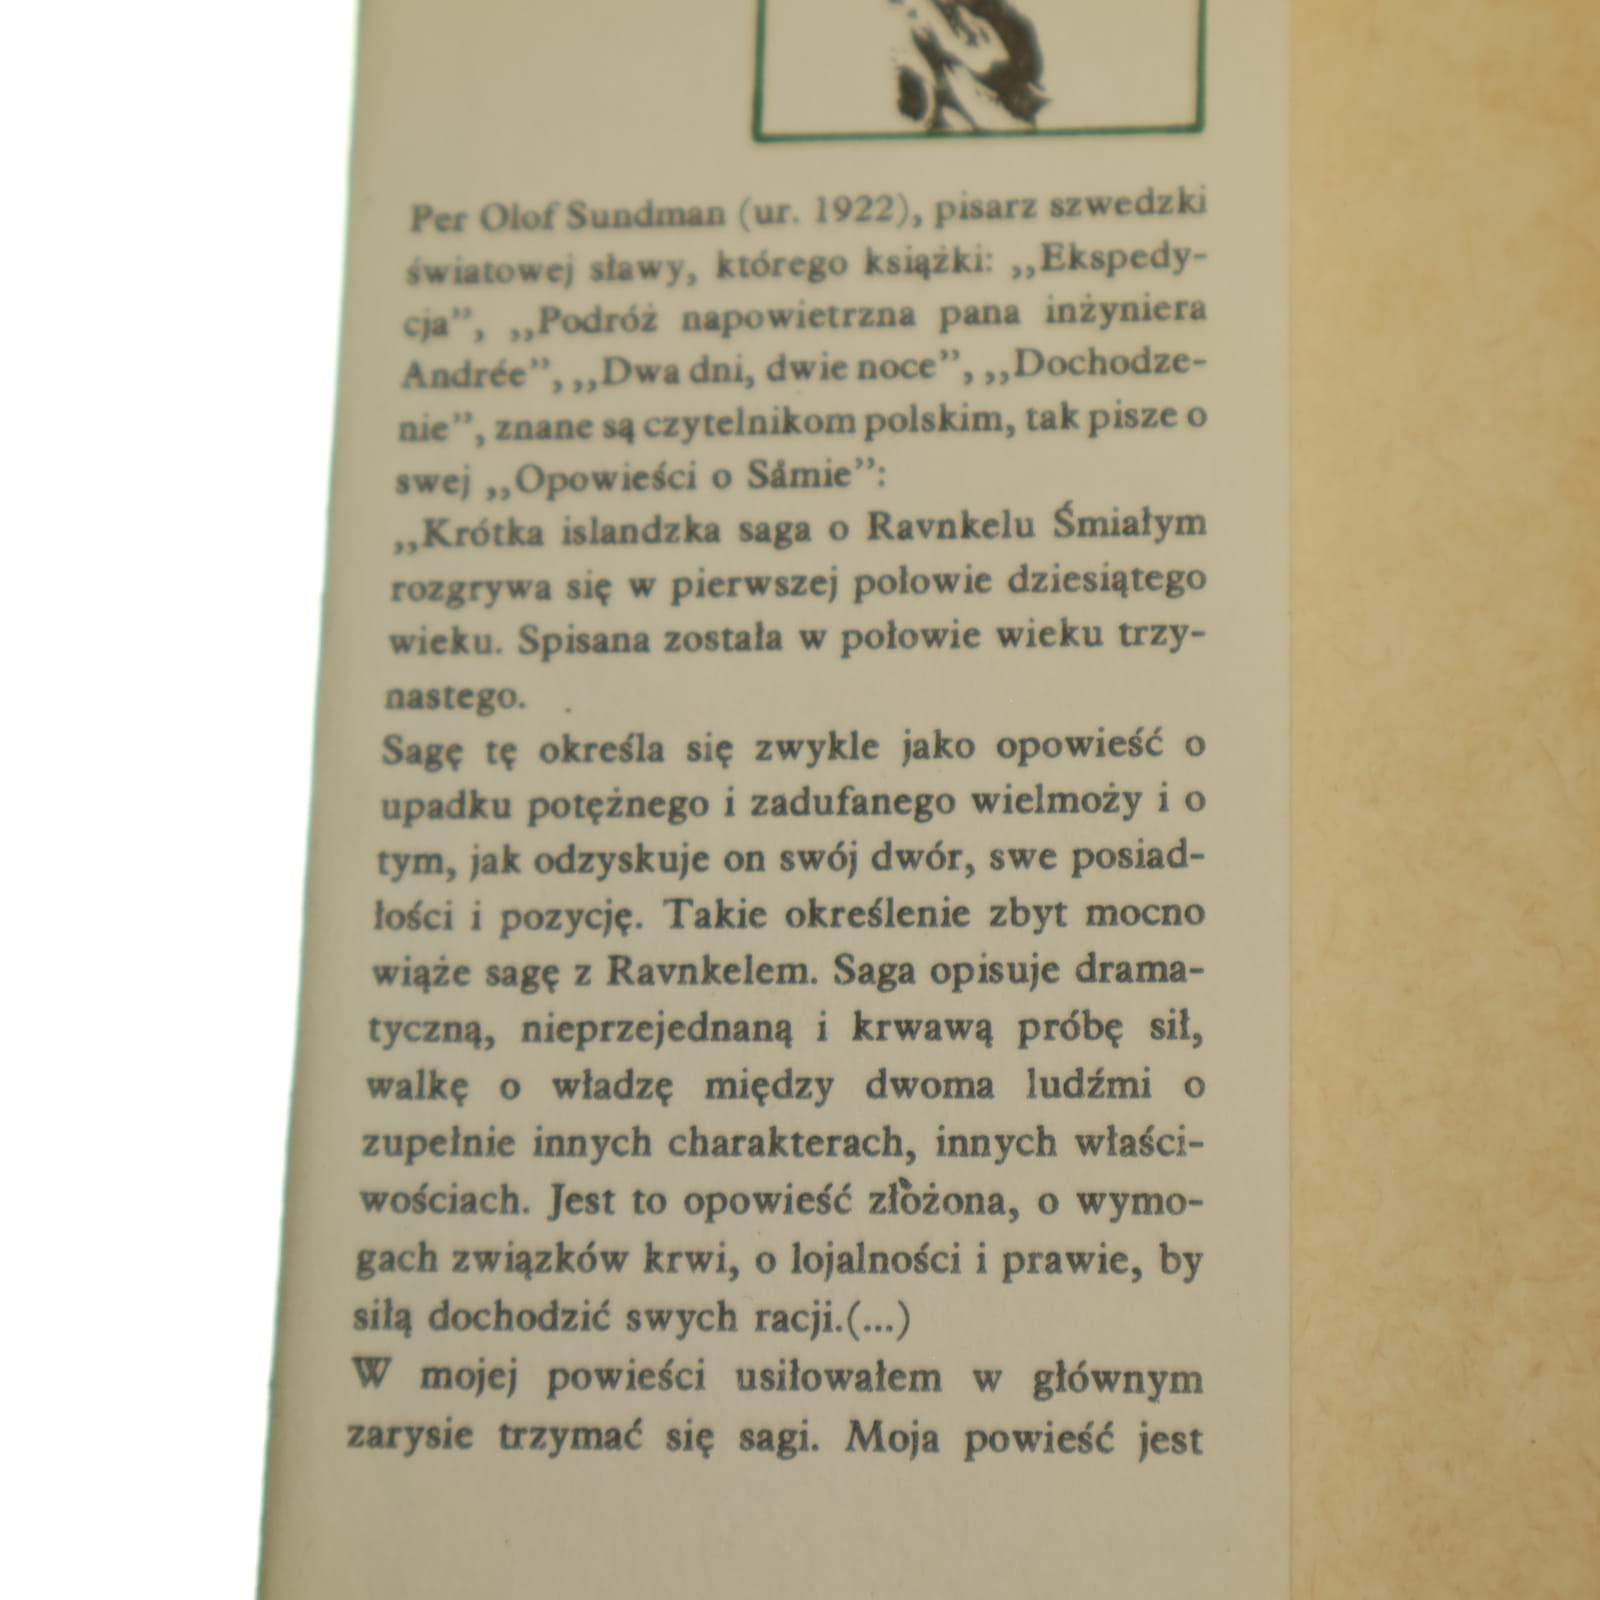 Per Olof Sundman (ur. 1922), pisarz szwedzki
światowej sławy, którego książki: ,,Ekspedy-
cja”, ,,Podróż napowietrzna pana inżyniera
Andrée”, ,,Dwa dni, dwie noce”, ,,Dochodze-
nie”, znane są czytelnikom polskim, tak pisze o
swej ,,Opowieści o Såmie”:
,,Krótka islandzka saga o Ravnkelu Śmiałym
rozgrywa się w pierwszej połowie dziesiątego
wieku. Spisana została w połowie wieku trzy-
nastego.
Sagę tę określa się zwykle jako opowieść o
upadku potężnego i zadufanego wielmoży i o
tym, jak odzyskuje on swój dwór, swe posiad-
łości i pozycję. Takie określenie zbyt mocno
wiąże sagę z Ravnkelem. Saga opisuje drama-
tyczną, nieprzejednaną i krwawą próbę sił,
walkę o władzę między dwoma ludźmi o
zupełnie innych charakterach, innych właści-
wościach. Jest to opowieść złożona, o wymo-
gach związków krwi, o lojalności i prawie, by
siłą dochodzić swych racji.(...)
W mojej powieści usiłowałem w głównym
zarysie trzymać się sagi. Moja powieść jest